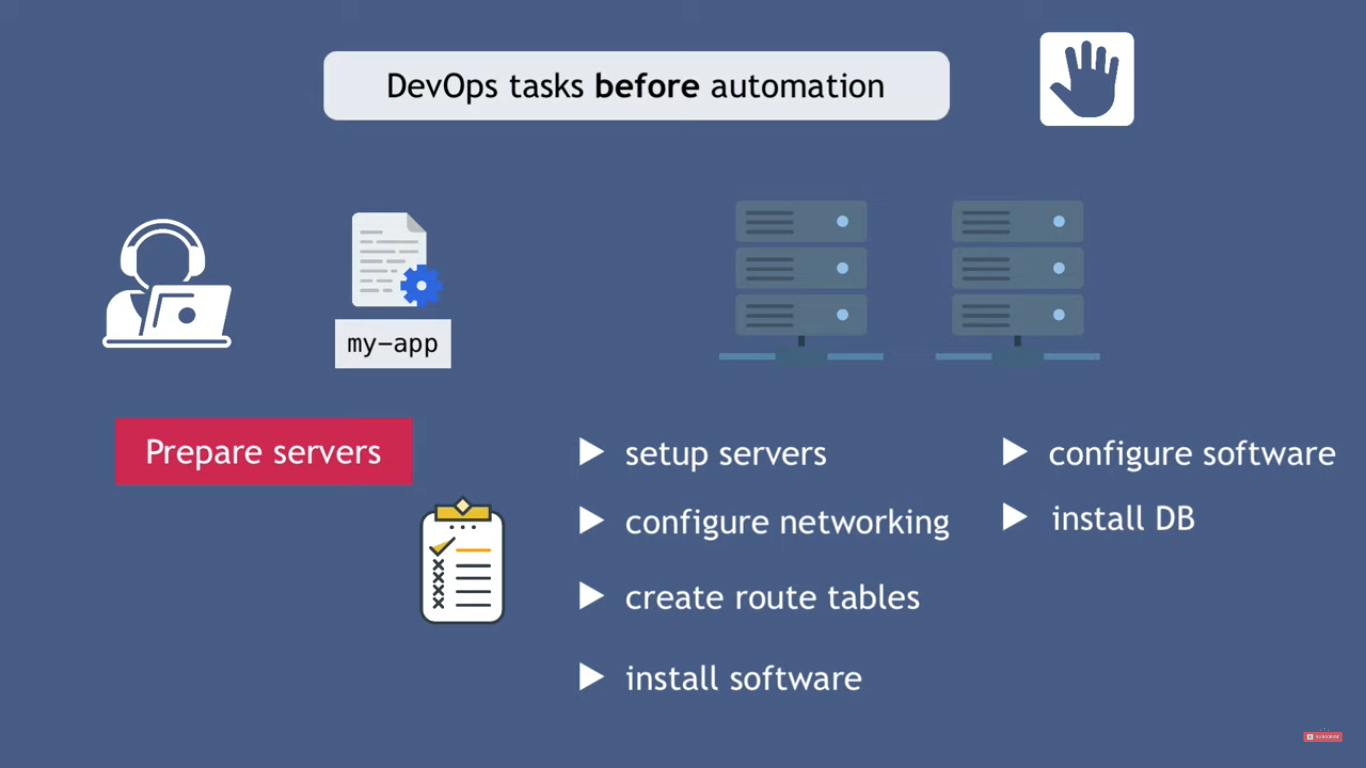 DevOps tasks before automation
my-app
Prepare servers
setup servers
configure networking
create route tables
install software
configure software
install DB
SUBSCRIBE